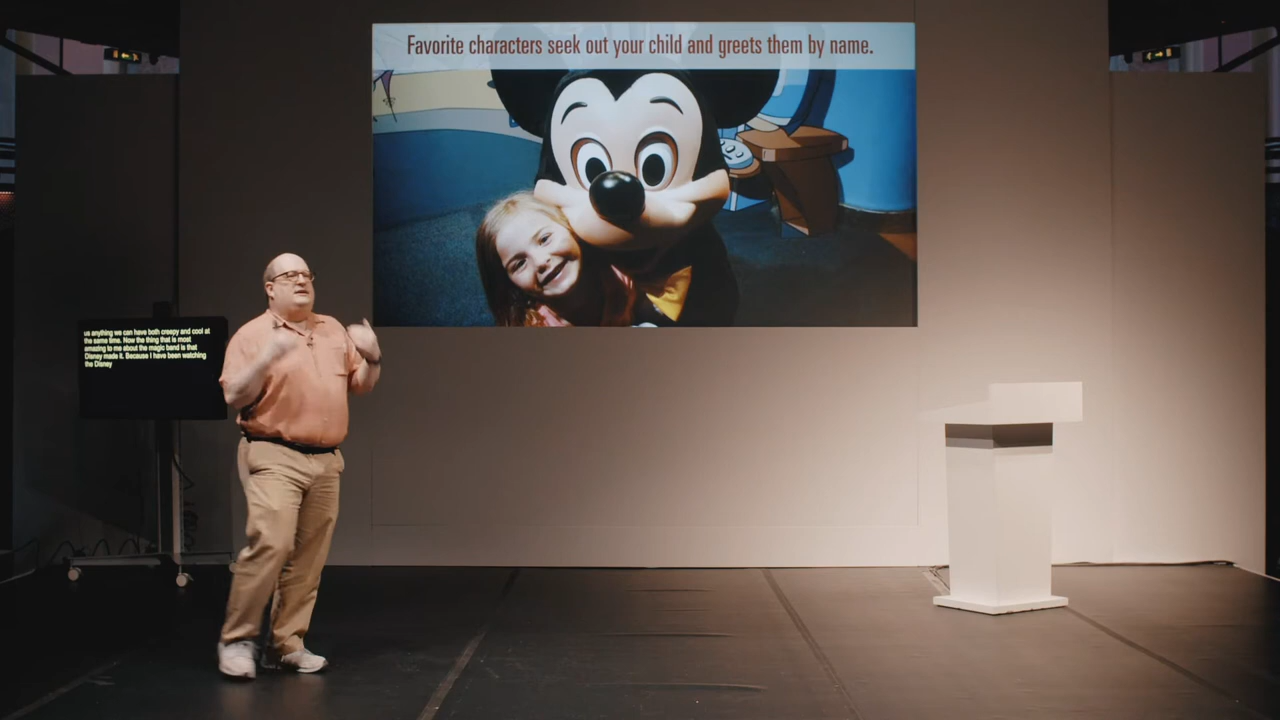 Favorite characters seek out your child and greets them by name.
us anything we can have both creepy and cool at
the same time. Now the thing that is most
amazing to me about the magic band is that
Disney made it. Because I have been watching
the Disney